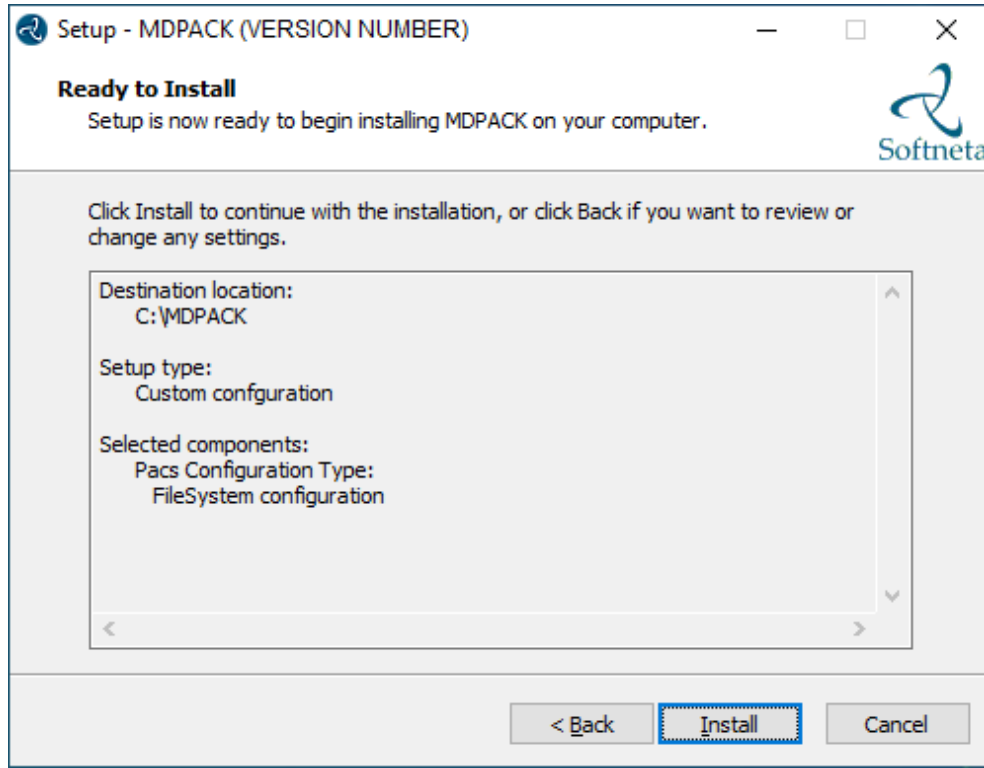 Setup - MDPACK (VERSION NUMBER)
Ready to Install
Setup is now ready to begin installing MDPACK on your computer.
Softneta
Click Install to continue with the installation, or click Back if you want to review or
change any settings.
Destination location:
C:\MDPACK
Setup type:
Custom confguration
Selected components:
Pacs Configuration Type:
FileSystem configuration
< Back
Install
Cancel